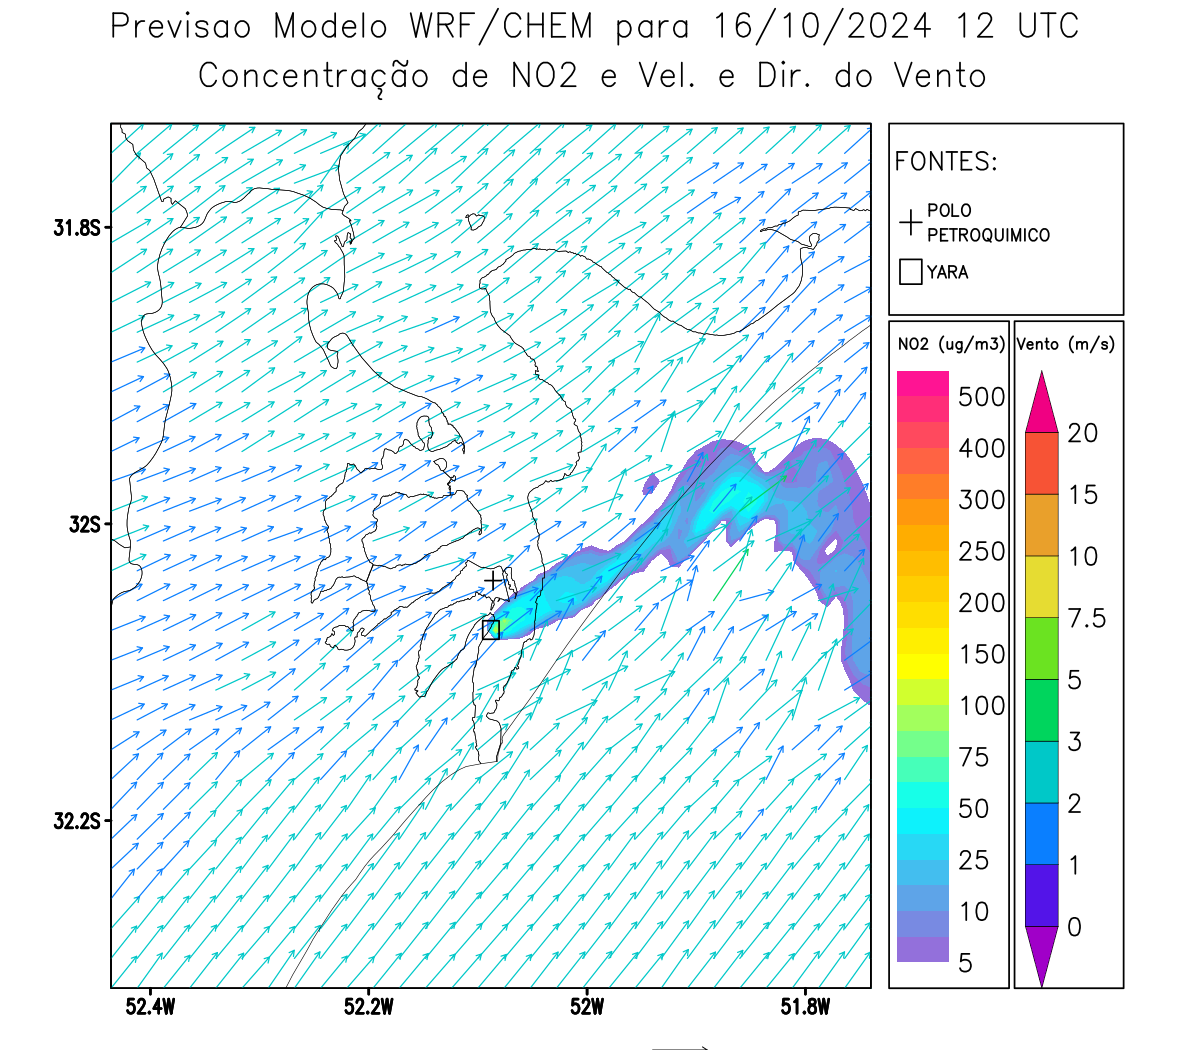 Previsao Modelo WRF/CHEM para 16/10/2024 12 UTC
Concentração de NO2 e Vel. e Dir. do Vento
FONTES:
POLO
PETROQUIMICO
YARA
31.8S
32S
32.2S
52.4W
52.2W
52W
51.8W
NO2 (ug/m3)
500
400
300
250
200
150
100
75
50
25
10
5
Vento (m/s)
20
15
10
7.5
5
3
2
1
0